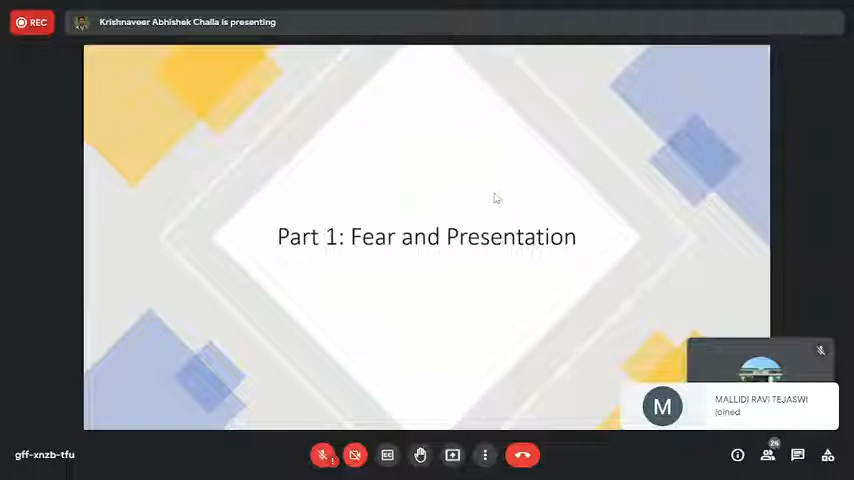 REC
Krishnaveer Abhishek Challa is presenting
Part 1: Fear and Presentation
M
MALLIDI RAVI TEJASWI
joined
gff-xnzb-tfu
CC
26